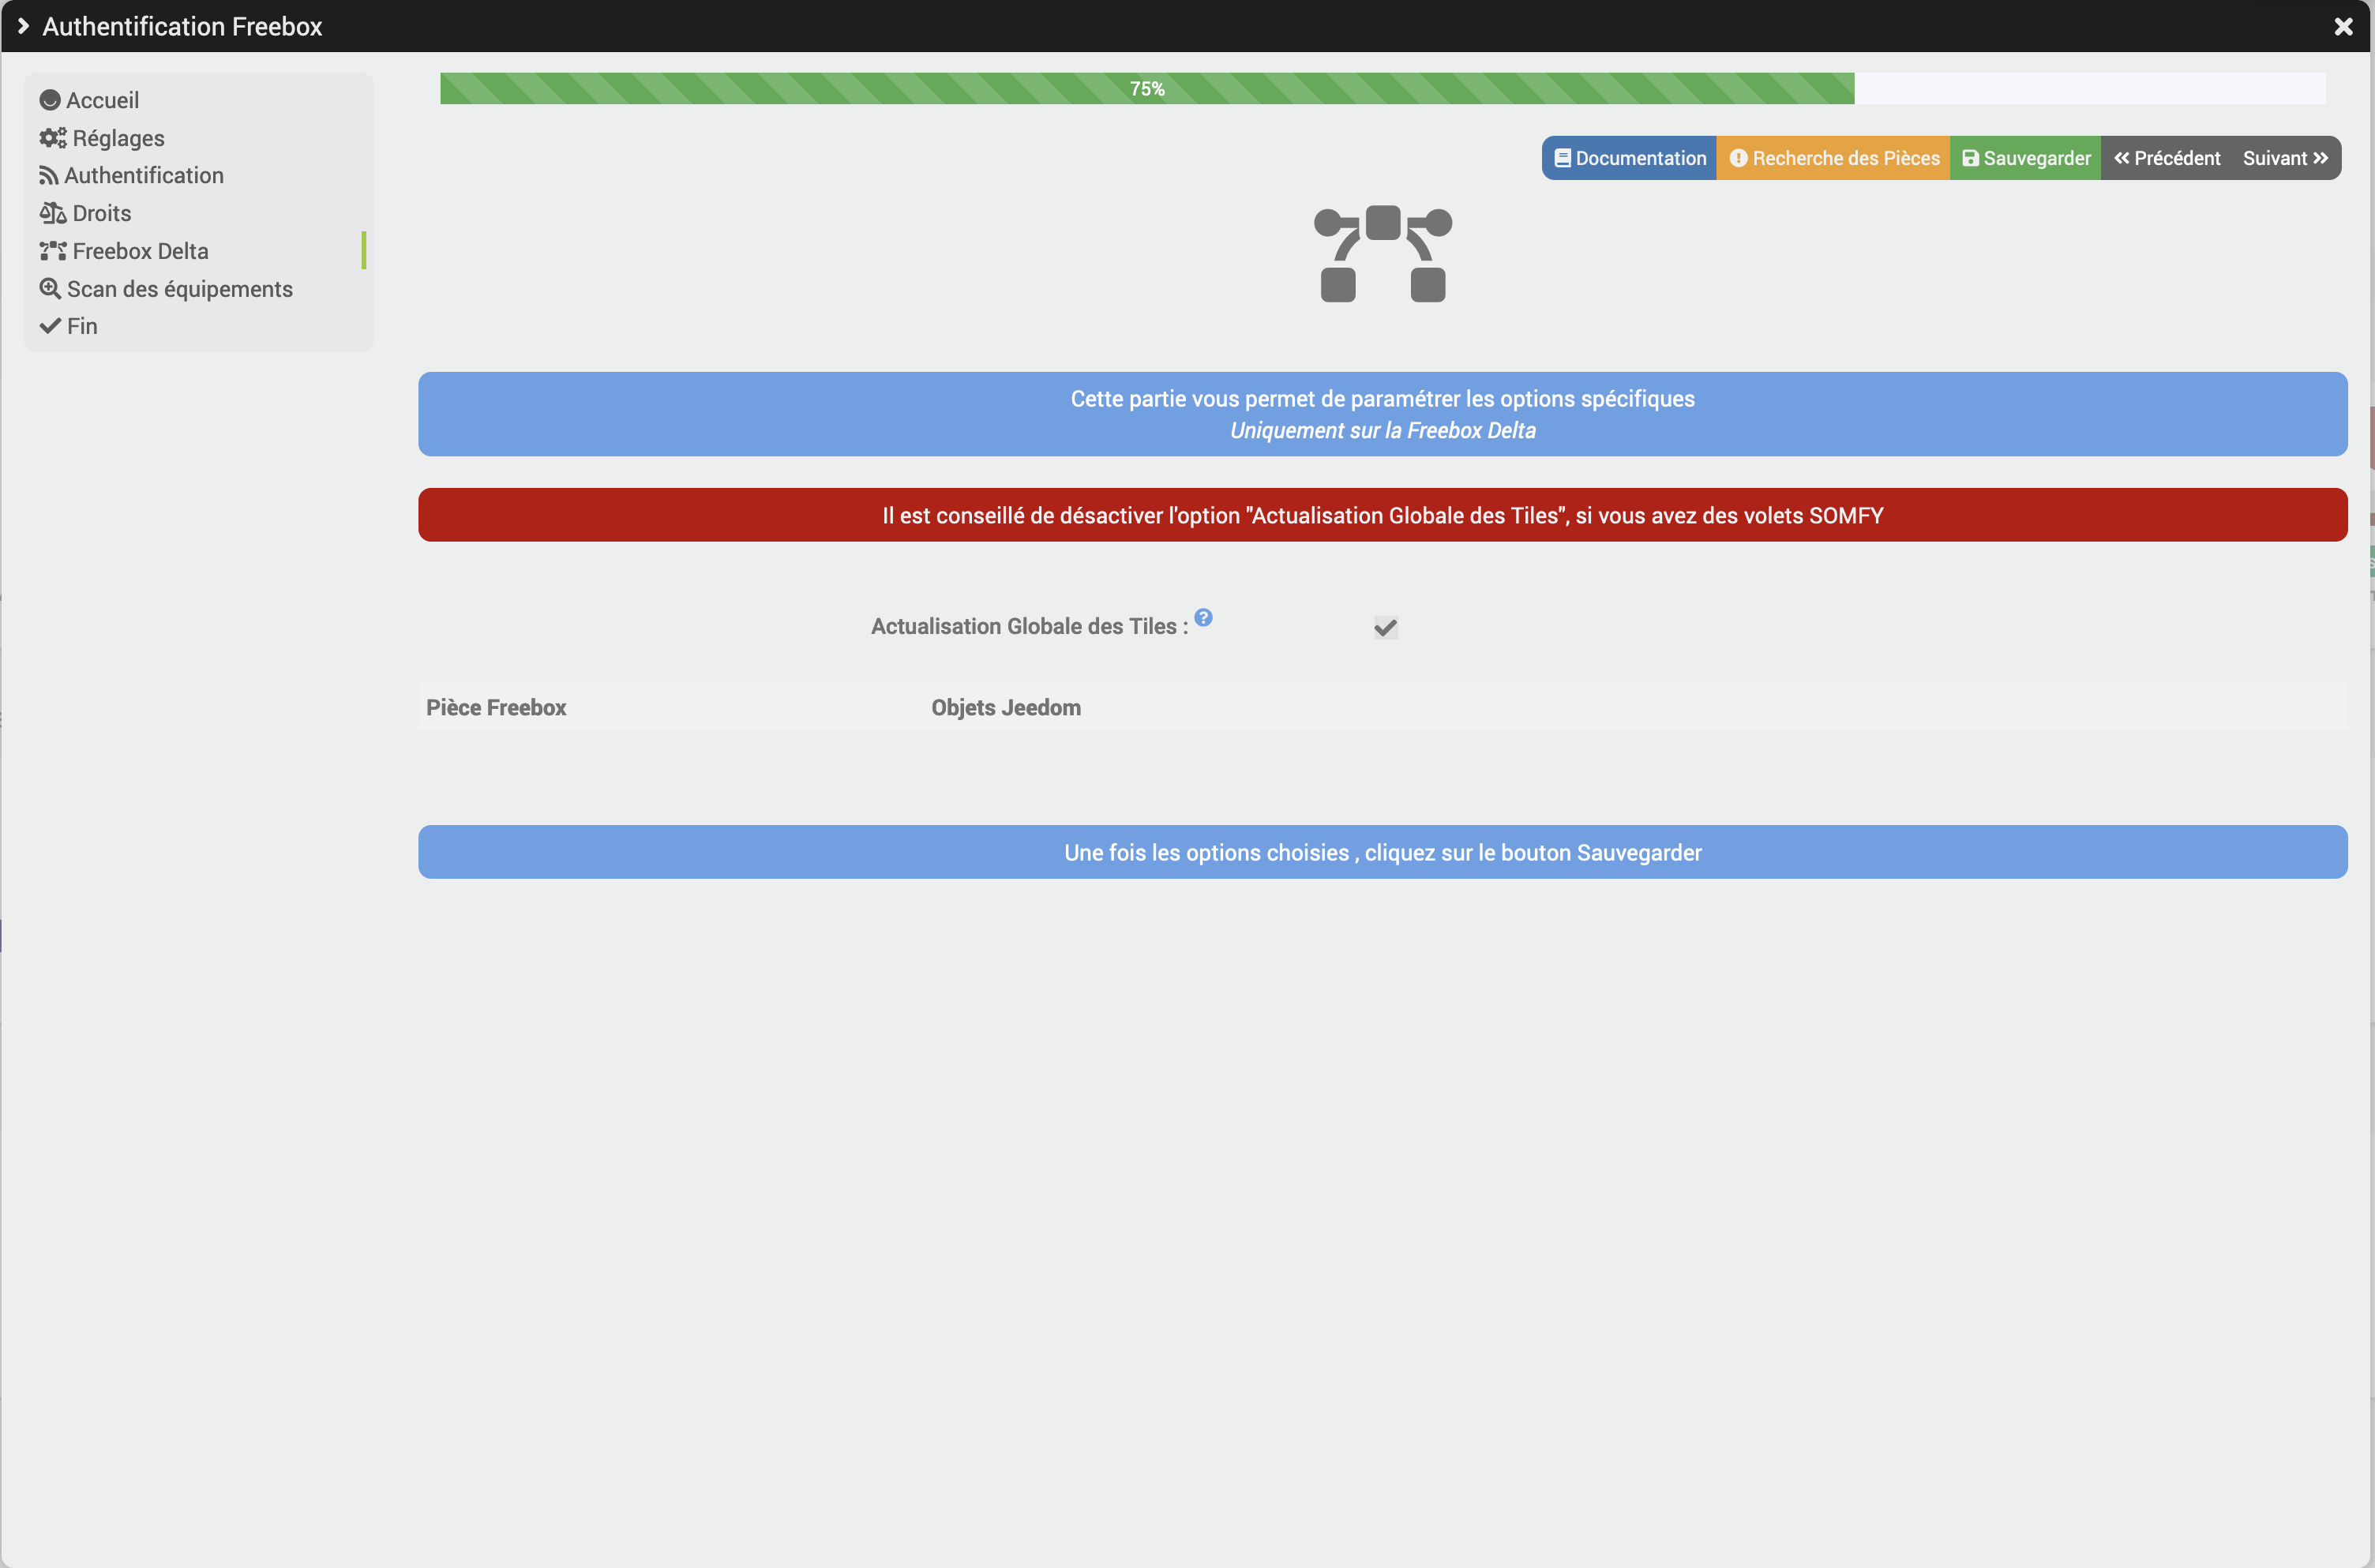 Authentification Freebox
Accueil
Réglages
Authentification
Droits
Freebox Delta
Scan des équipements
Fin
75%
Documentation
Recherche des Pièces
Sauvegarder
Précédent
Suivant
Cette partie vous permet de paramétrer les options spécifiques
Uniquement sur la Freebox Delta
Il est conseillé de désactiver l'option "Actualisation Globale des Tiles", si vous avez des volets SOMFY
Actualisation Globale des Tiles : ?
Pièce Freebox
Objets Jeedom
Une fois les options choisies , cliquez sur le bouton Sauvegarder